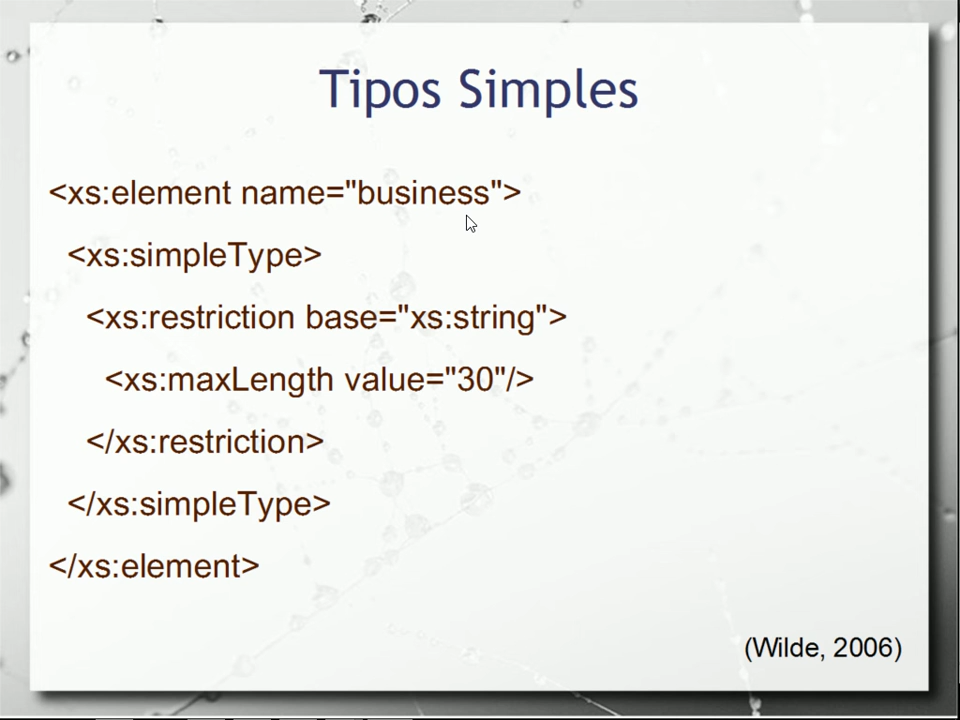 Tipos Simples
<xs:element name="business">
<xs:simpleType>
<xs:restriction base="xs:string">
<xs:maxLength value="30"/>
</xs:restriction>
</xs:simpleType>
</xs:element>
(Wilde, 2006)